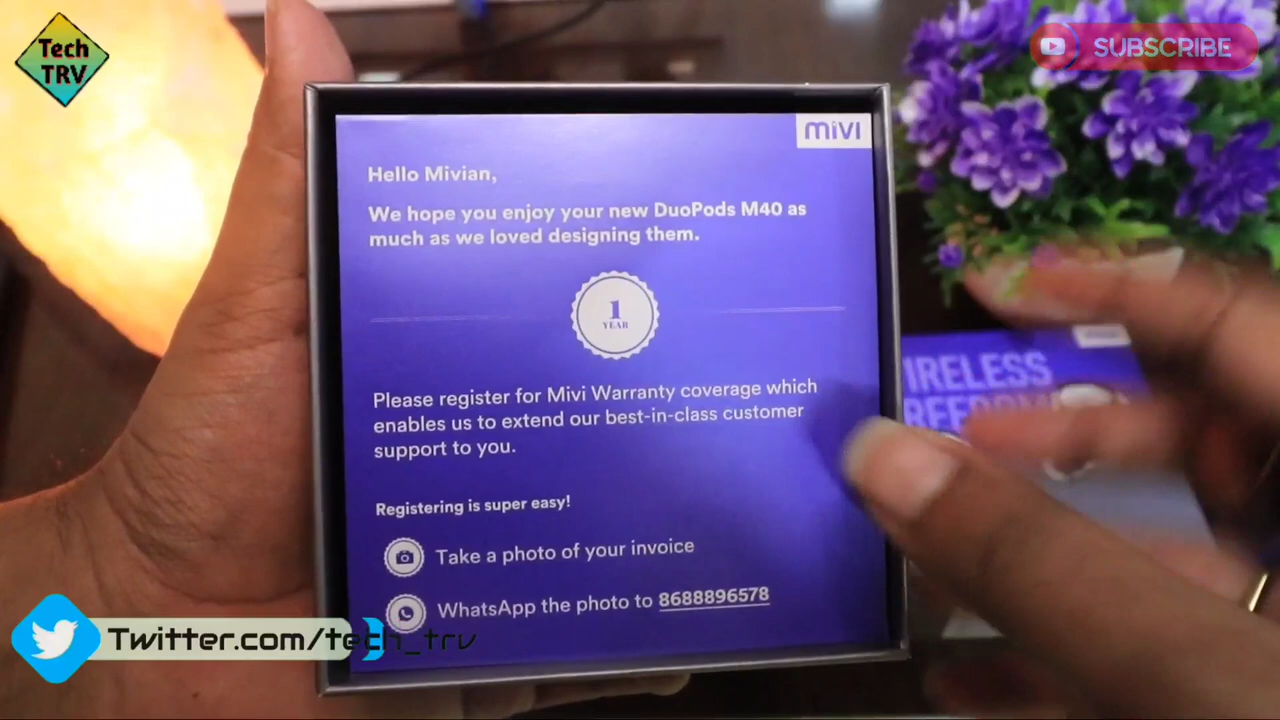 Tech
TRV
SUBSCRIBE
mivi
Hello Mivian,
We hope you enjoy your new DuoPods M40 as
much as we loved designing them.
1
YEAR
Please register for Mivi Warranty coverage which
enables us to extend our best-in-class customer
support to you.
Registering is super easy!
Take a photo of your invoice
WhatsApp the photo to 8688896578
Twitter.com/tech_trv